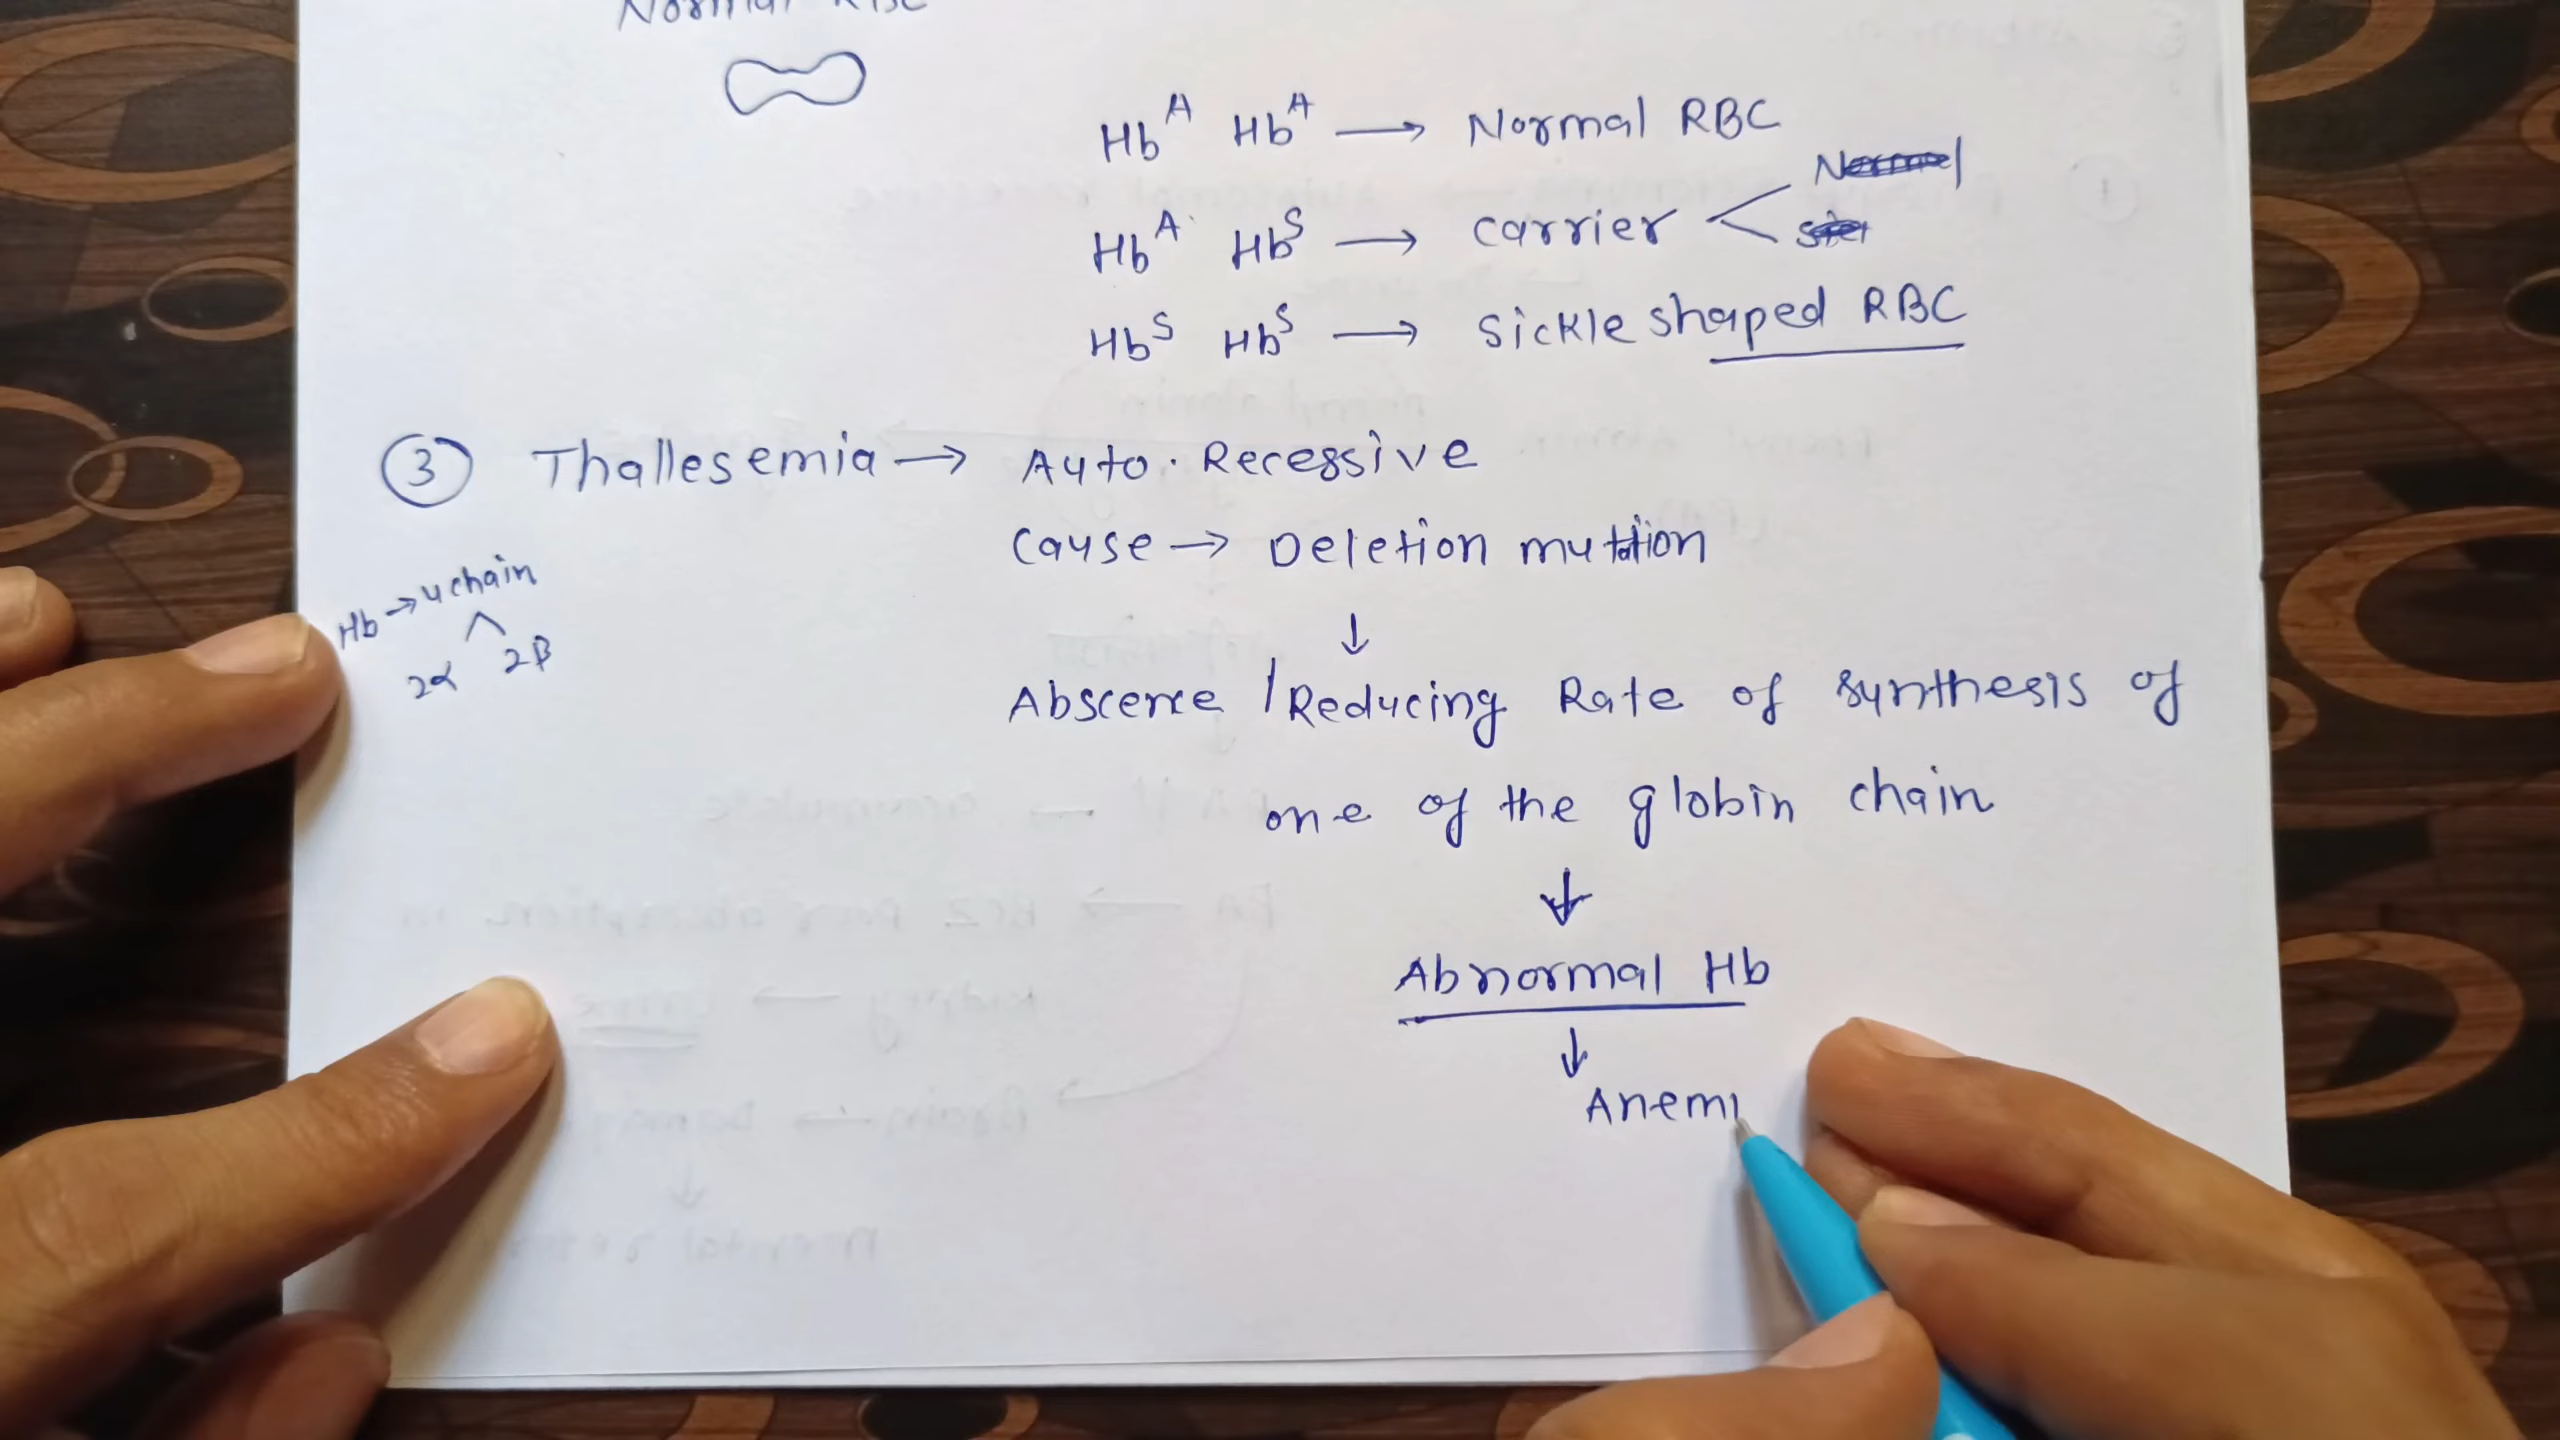 Normal RBC
Hb^A Hb^A → Normal RBC
Hb^A Hb^S → carrier < Normal
Hb^S Hb^S → Sickle shaped RBC
③ Thallesemia → Auto. Recessive
Cause → Deletion mutation
Hb → 4 chain
2α 2β
↓
Abscence / Reducing Rate of synthesis of
one of the globin chain
↓
Abnormal Hb
↓
Anemi